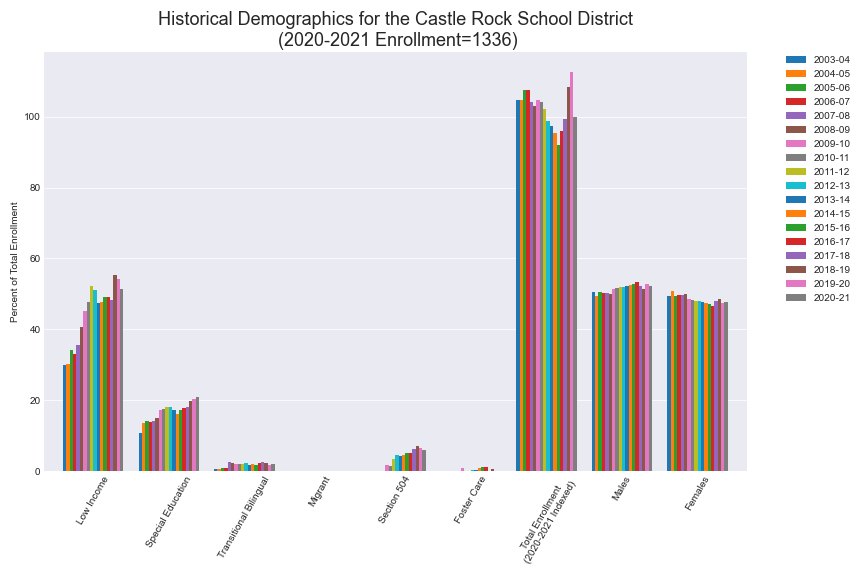 Historical Demographics for the Castle Rock School District
(2020-2021 Enrollment=1336)
Percent of Total Enrollment
100
80
60
40
20
0
Low Income
Special Education
Transitional Bilingual
Migrant
Section 504
Foster Care
Total Enrollment
(2020-2021 Indexed)
Males
Females
2003-04
2004-05
2005-06
2006-07
2007-08
2008-09
2009-10
2010-11
2011-12
2012-13
2013-14
2014-15
2015-16
2016-17
2017-18
2018-19
2019-20
2020-21